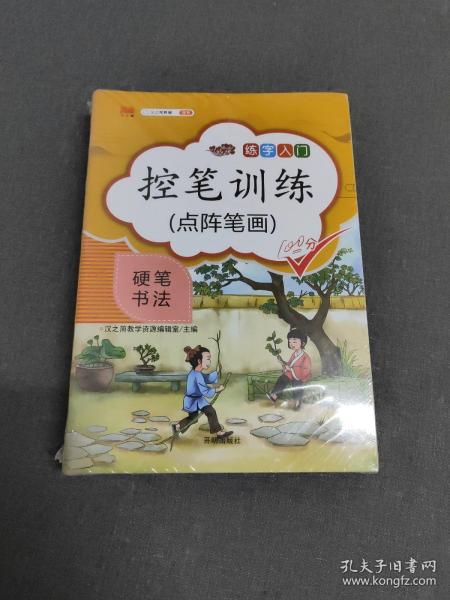 练字入门
控笔训练
(点阵笔画)
100分
硬笔
书法
汉之简教学资源编辑室/主编
开明出版社
孔夫子旧书网
www.kongfz.com